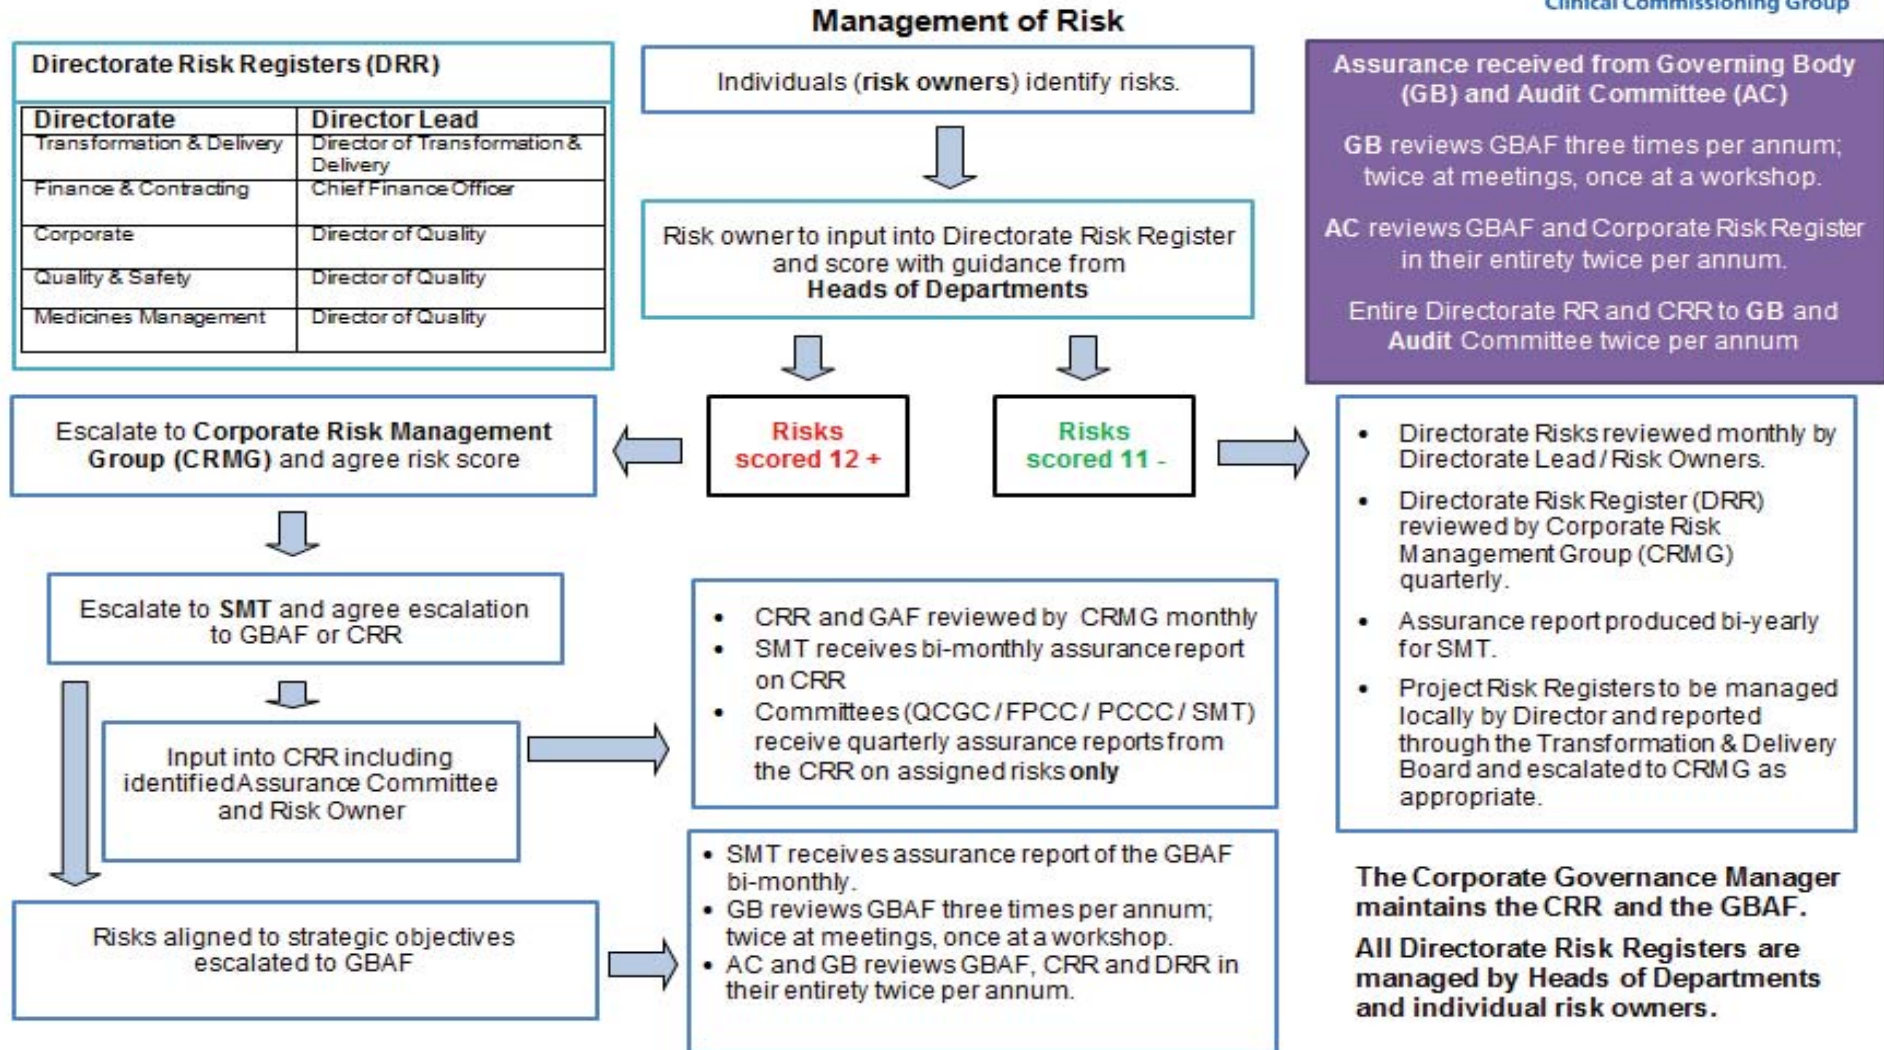 Clinical Commissioning Group
Management of Risk
Directorate Risk Registers (DRR)
Directorate Director Lead
Transformation & Delivery Director of Transformation &
Delivery
Finance & Contracting Chief Finance Officer
Corporate Director of Quality
Quality & Safety Director of Quality
Medicines Management Director of Quality
Individuals (risk owners) identify risks.
Risk owner to input into Directorate Risk Register
and score with guidance from
Heads of Departments
Assurance received from Governing Body
(GB) and Audit Committee (AC)
GB reviews GBAF three times per annum;
twice at meetings, once at a workshop.
AC reviews GBAF and Corporate Risk Register
in their entirety twice per annum.
Entire Directorate RR and CRR to GB and
Audit Committee twice per annum
Escalate to Corporate Risk Management
Group (CRMG) and agree risk score
Risks
scored 12 +
Risks
scored 11 -
• Directorate Risks reviewed monthly by
Directorate Lead / Risk Owners.
• Directorate Risk Register (DRR)
reviewed by Corporate Risk
Management Group (CRMG)
quarterly.
• Assurance report produced bi-yearly
for SMT.
• Project Risk Registers to be managed
locally by Director and reported
through the Transformation & Delivery
Board and escalated to CRMG as
appropriate.
Escalate to SMT and agree escalation
to GBAF or CRR
• CRR and GAF reviewed by CRMG monthly
• SMT receives bi-monthly assurance report
on CRR
• Committees (QCGC / FPCC / PCCC / SMT)
receive quarterly assurance reports from
the CRR on assigned risks only
Input into CRR including
identified Assurance Committee
and Risk Owner
• SMT receives assurance report of the GBAF
bi-monthly.
• GB reviews GBAF three times per annum;
twice at meetings, once at a workshop.
• AC and GB reviews GBAF, CRR and DRR in
their entirety twice per annum.
Risks aligned to strategic objectives
escalated to GBAF
The Corporate Governance Manager
maintains the CRR and the GBAF.
All Directorate Risk Registers are
managed by Heads of Departments
and individual risk owners.